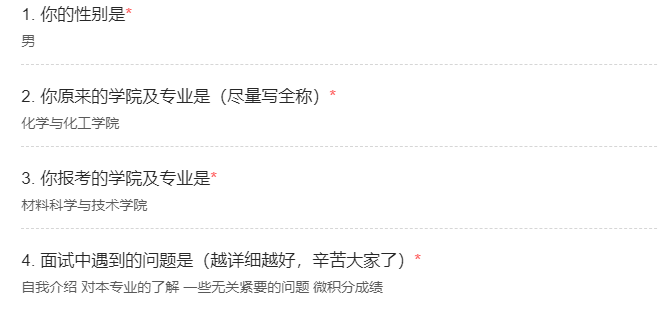 1. 你的性别是*
男
2. 你原来的学院及专业是（尽量写全称）*
化学与化工学院
3. 你报考的学院及专业是*
材料科学与技术学院
4. 面试中遇到的问题是（越详细越好，辛苦大家了）*
自我介绍 对本专业的了解 一些无关紧要的问题 微积分成绩